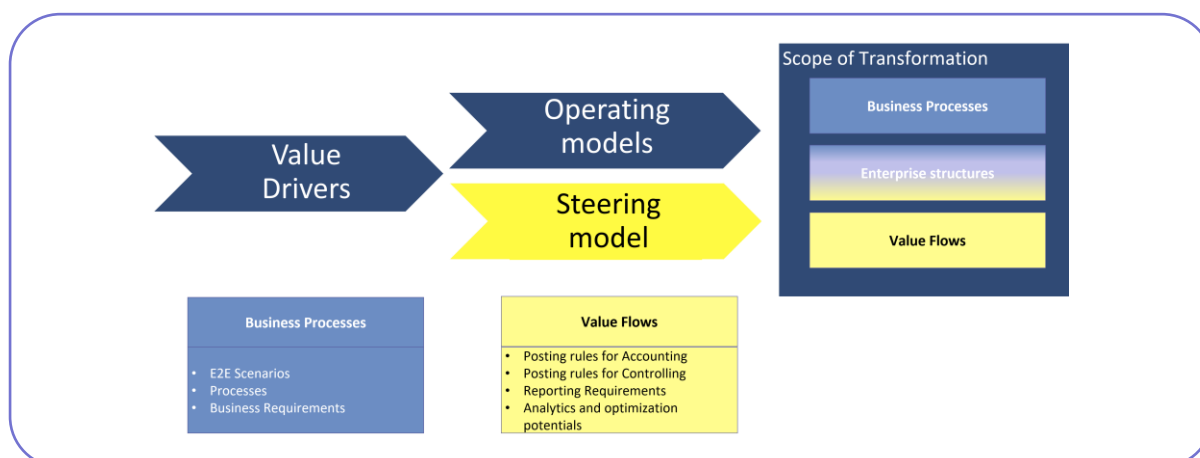 Scope of Transformation
Business Processes
Enterprise structures
Value Flows
Value
Drivers
Operating
models
Steering
model
Business Processes
• E2E Scenarios
• Processes
• Business Requirements
Value Flows
• Posting rules for Accounting
• Posting rules for Controlling
• Reporting Requirements
• Analytics and optimization
potentials